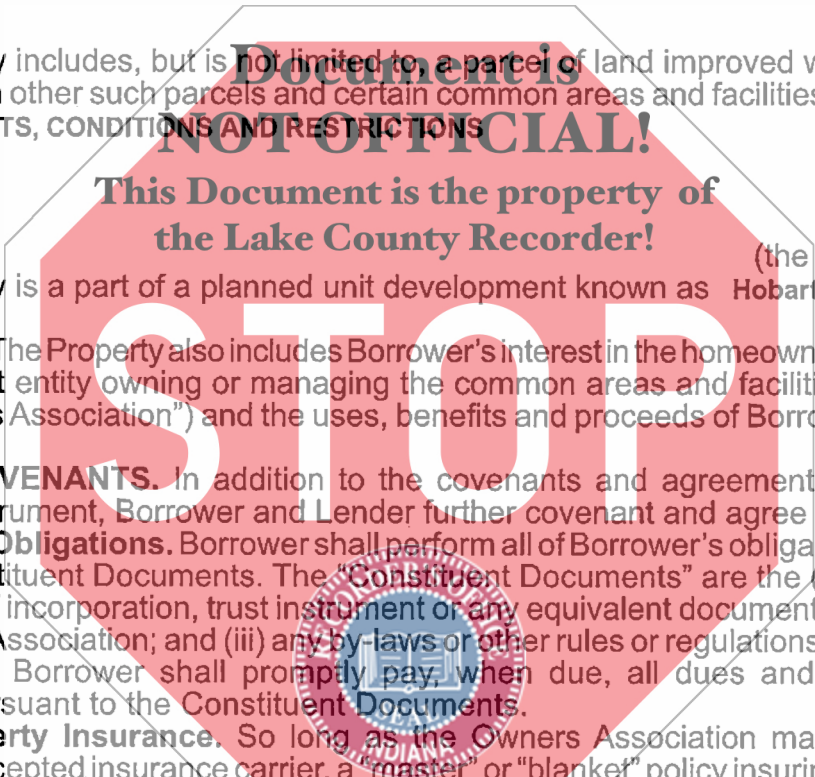 y includes, but is not limited to, a parcel of land improved w
Document is
other such parcels and certain common areas and facilities
NOT OFFICIAL!
TS, CONDITIONS AND RESTRICTIONS
This Document is the property of
the Lake County Recorder!
(the
y is a part of a planned unit development known as Hobart
STOP
The Property also includes Borrower's interest in the homeown
t entity owning or managing the common areas and faciliti
s Association") and the uses, benefits and proceeds of Borro
VENANTS. In addition to the covenants and agreement
rument, Borrower and Lender further covenant and agree
Obligations. Borrower shall perform all of Borrower's obliga
tituent Documents. The "Constituent Documents" are the
incorporation, trust instrument or any equivalent document
Association; and (iii) any by-laws or other rules or regulations
Borrower shall promptly pay, when due, all dues and
suant to the Constituent Documents.
SEAL
erty Insurance. So long as the Owners Association ma
INDIANA
cepted insurance carrier, a "master" or "blanket" policy insurin